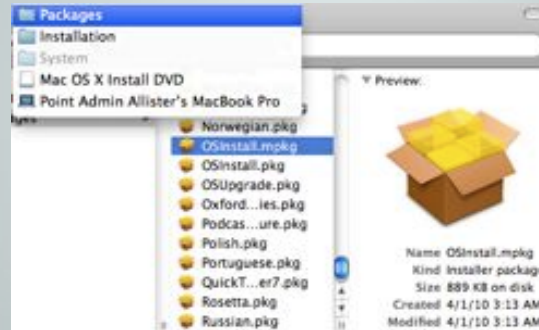 Packages
Installation
System
Mac OS X Install DVD
Point Admin Allister's MacBook Pro
Norwegian.pkg
OSInstall.mpkg
OSInstall.pkg
OSUpgrade.pkg
Oxford...ies.pkg
Podcas...ure.pkg
Polish.pkg
Portuguese.pkg
QuickT...er7.pkg
Rosetta.pkg
Russian.pkg
Preview:
Name OSInstall.mpkg
Kind Installer package
Size 889 KB on disk
Created 4/1/10 3:13 AM
Modified 4/1/10 3:13 AM